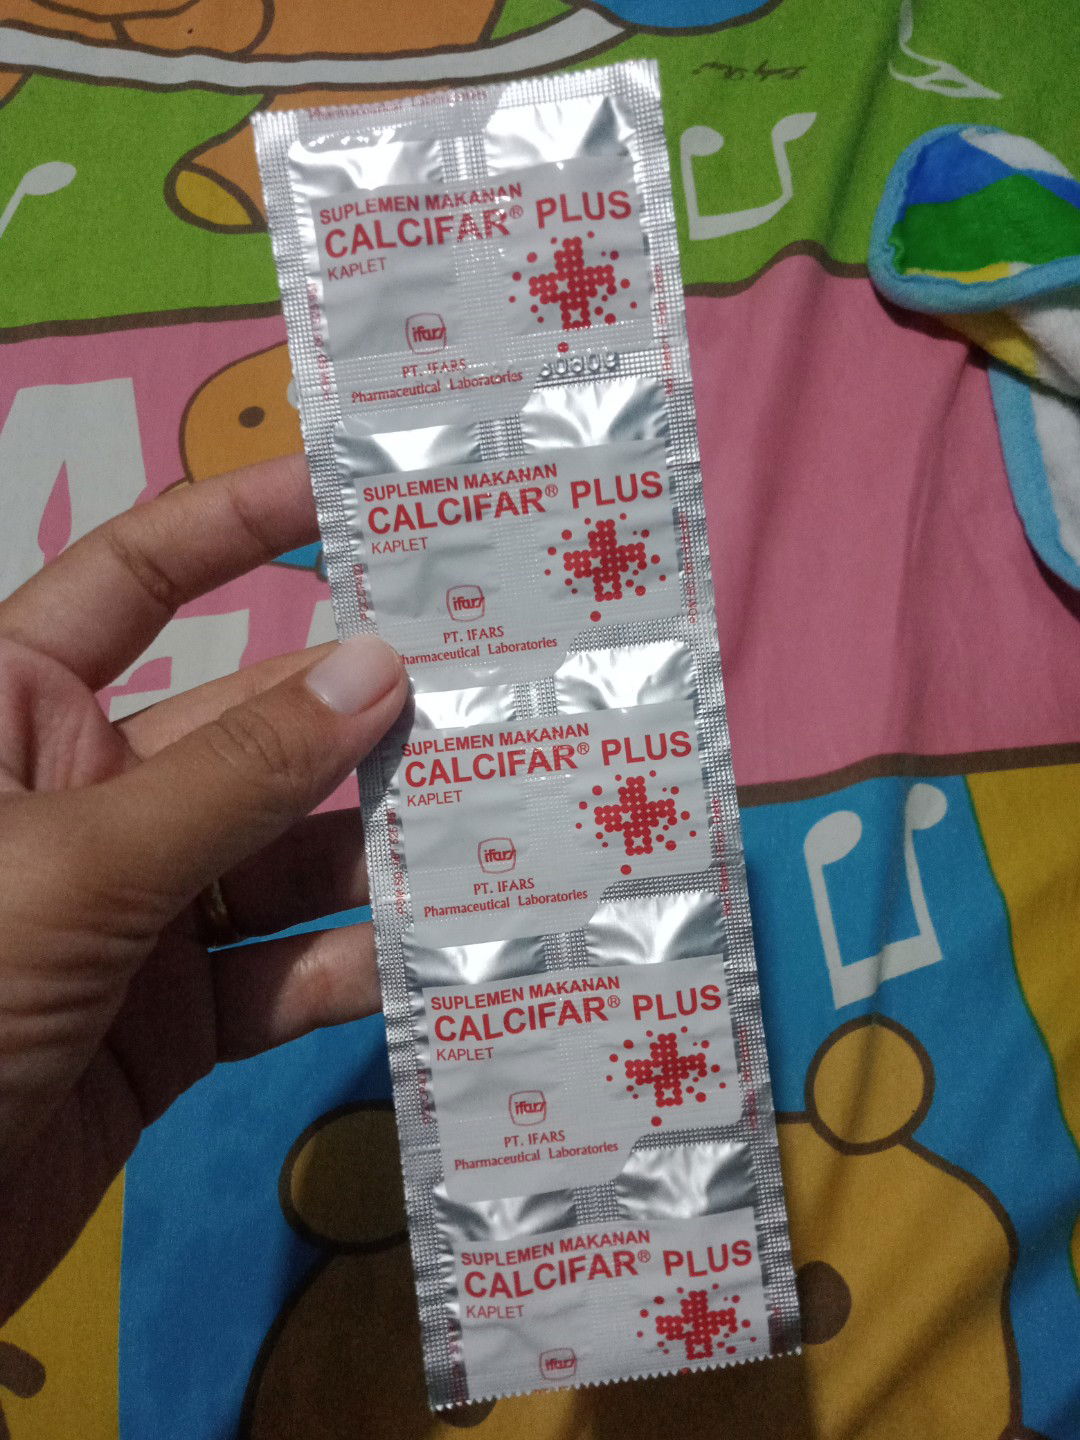 Pharmaceutical Laboratories
SUPLEMEN MAKANAN
CALCIFAR® PLUS
KAPLET
ifars
PT. IFARS
Pharmaceutical Laboratories
SUPLEMEN MAKANAN
CALCIFAR® PLUS
KAPLET
ifars
PT. IFARS
Pharmaceutical Laboratories
SUPLEMEN MAKANAN
CALCIFAR® PLUS
KAPLET
ifars
PT. IFARS
Pharmaceutical Laboratories
SUPLEMEN MAKANAN
CALCIFAR® PLUS
KAPLET
ifars
PT. IFARS
Pharmaceutical Laboratories
SUPLEMEN MAKANAN
CALCIFAR® PLUS
KAPLET
ifars